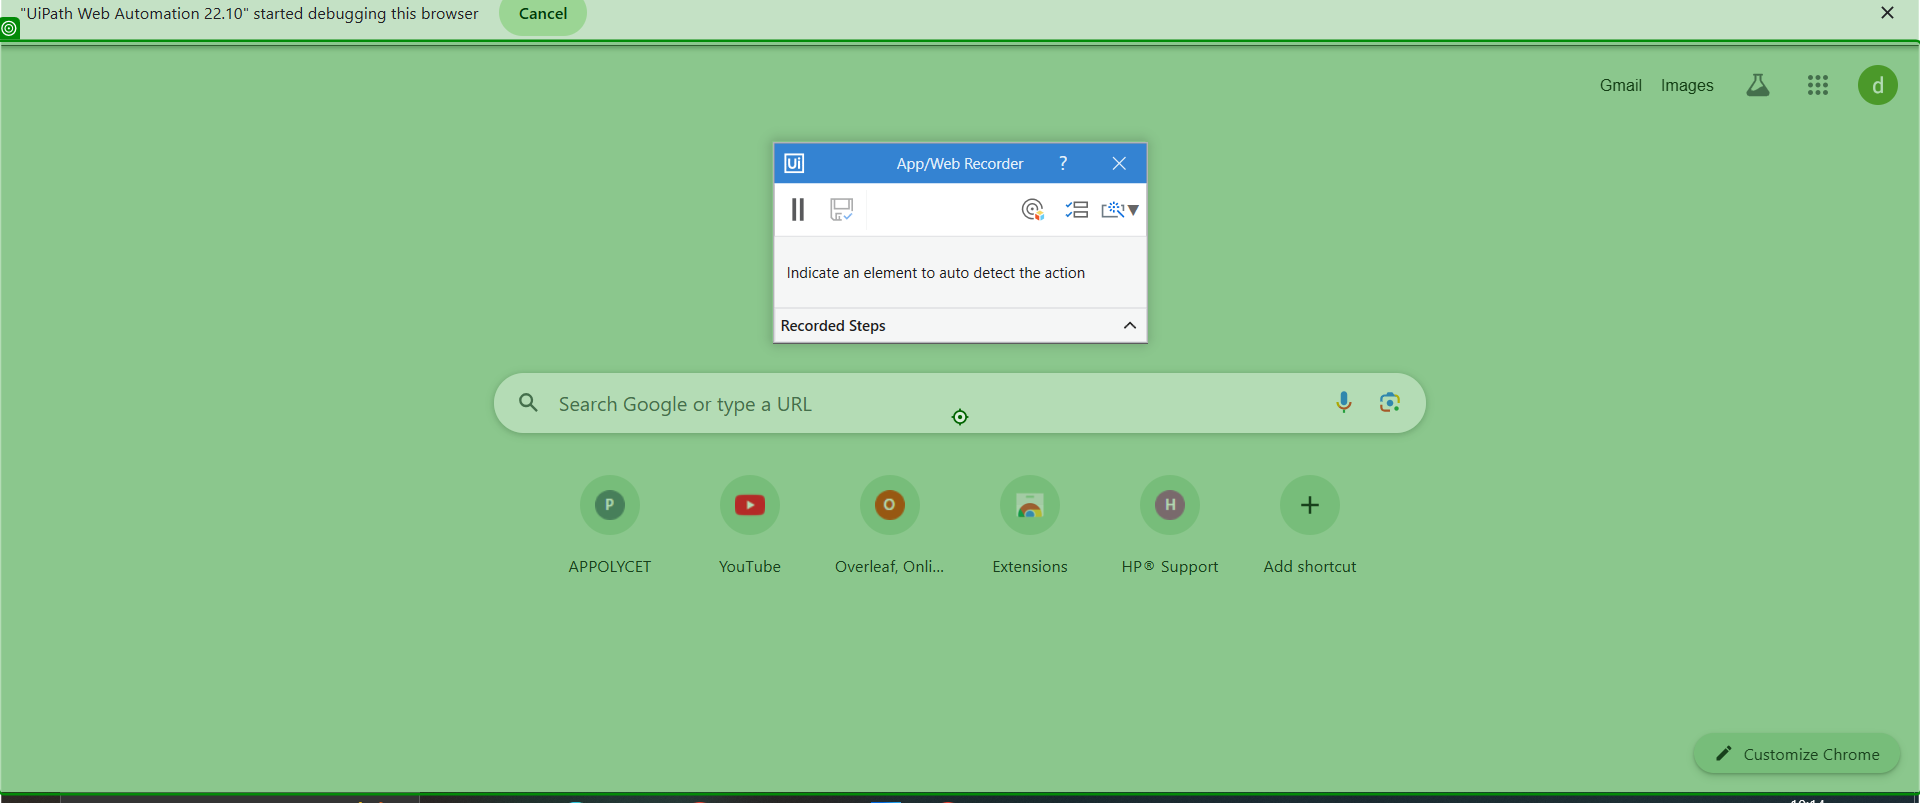 "UiPath Web Automation 22.10" started debugging this browser
Cancel
Gmail
Images
d
Ui
App/Web Recorder
?
Indicate an element to auto detect the action
Recorded Steps
Search Google or type a URL
P
O
H
APPOLYCET
YouTube
Overleaf, Onli...
Extensions
HP® Support
Add shortcut
Customize Chrome